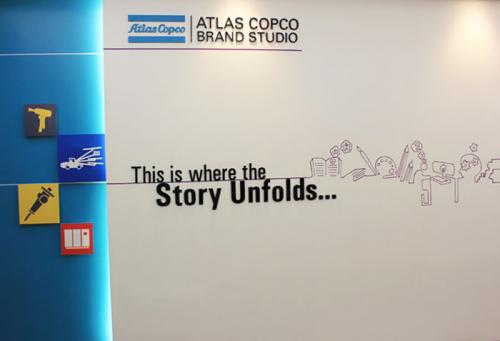 Atlas Copco
ATLAS COPCO
BRAND STUDIO
This is where the
Story Unfolds...